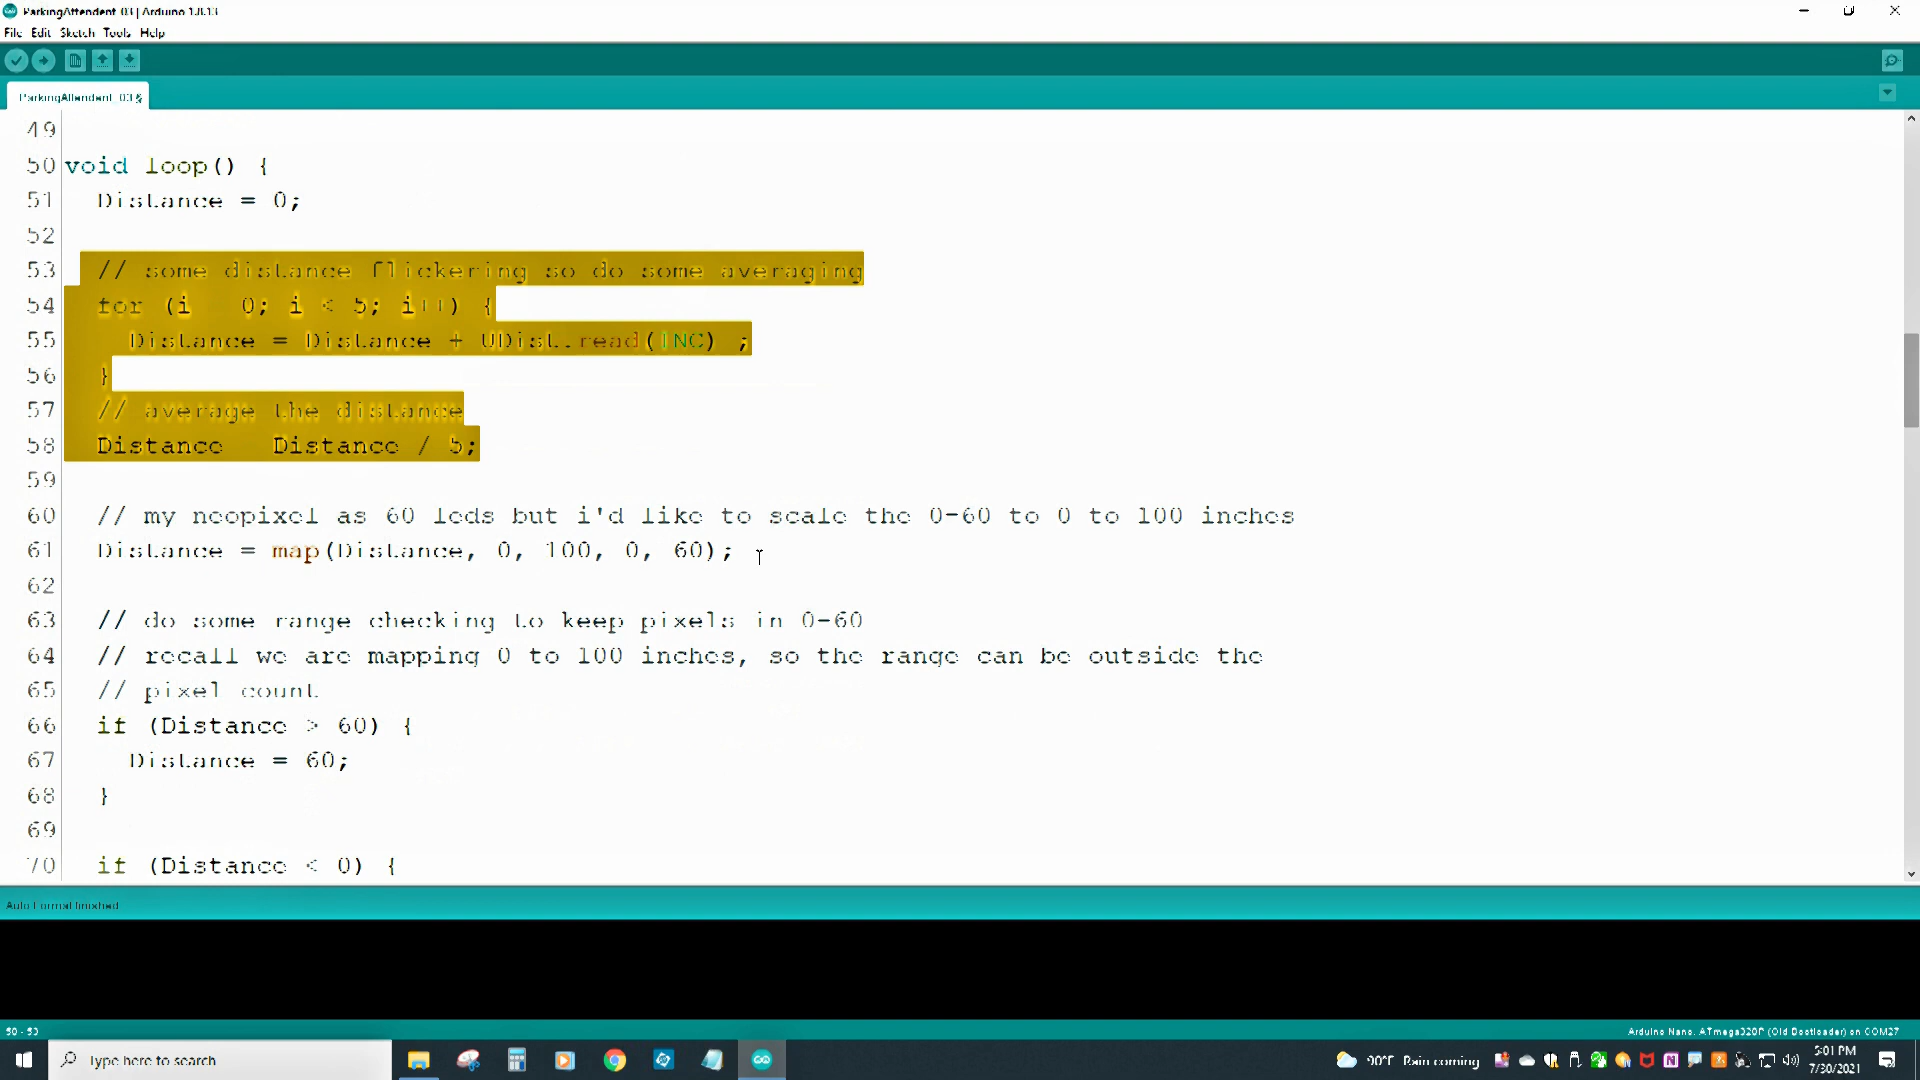 ParkingAttendent_03 | Arduino 1.8.13
File Edit Sketch Tools Help
ParkingAttendent_03 §
49
50 void loop() {
51 Distance = 0;
52
53 // some distance flickering so do some averaging
54 for (i = 0; i < 5; i++) {
55 Distance = Distance + UDist.read(INC) ;
56 }
57 // average the distance
58 Distance = Distance / 5;
59
60 // my neopixel as 60 leds but i'd like to scale the 0-60 to 0 to 100 inches
61 Distance = map(Distance, 0, 100, 0, 60);
62
63 // do some range checking to keep pixels in 0-60
64 // recall we are mapping 0 to 100 inches, so the range can be outside the
65 // pixel count
66 if (Distance > 60) {
67 Distance = 60;
68 }
69
70 if (Distance < 0) {
Auto Format finished.
Arduino Nano, ATmega328P (Old Bootloader) on COM27
Type here to search
90°F Rain coming
5:01 PM
7/30/2021